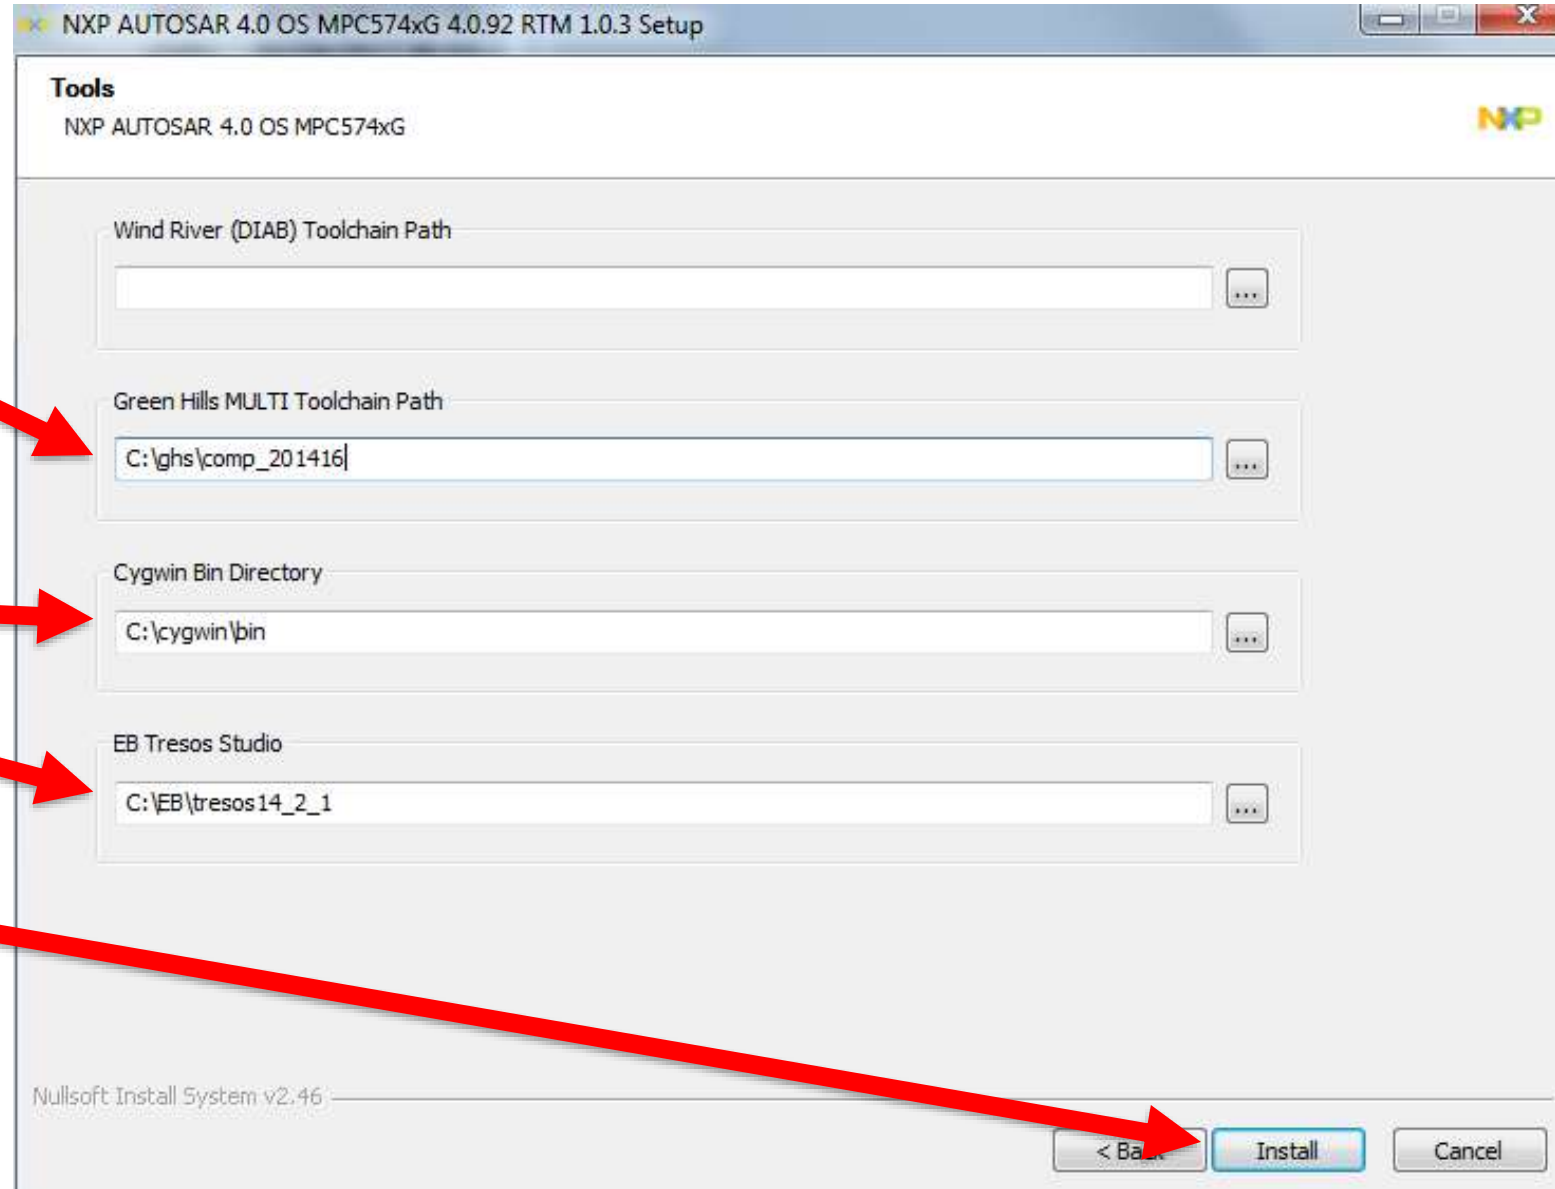 NXP AUTOSAR 4.0 OS MPC574xG 4.0.92 RTM 1.0.3 Setup
Tools
NXP AUTOSAR 4.0 OS MPC574xG
NXP
Wind River (DIAB) Toolchain Path
...
Green Hills MULTI Toolchain Path
C:\ghs\comp_201416
...
Cygwin Bin Directory
C:\cygwin\bin
...
EB Tresos Studio
C:\EB\tresos14_2_1
...
Nullsoft Install System v2.46
< Back
Install
Cancel